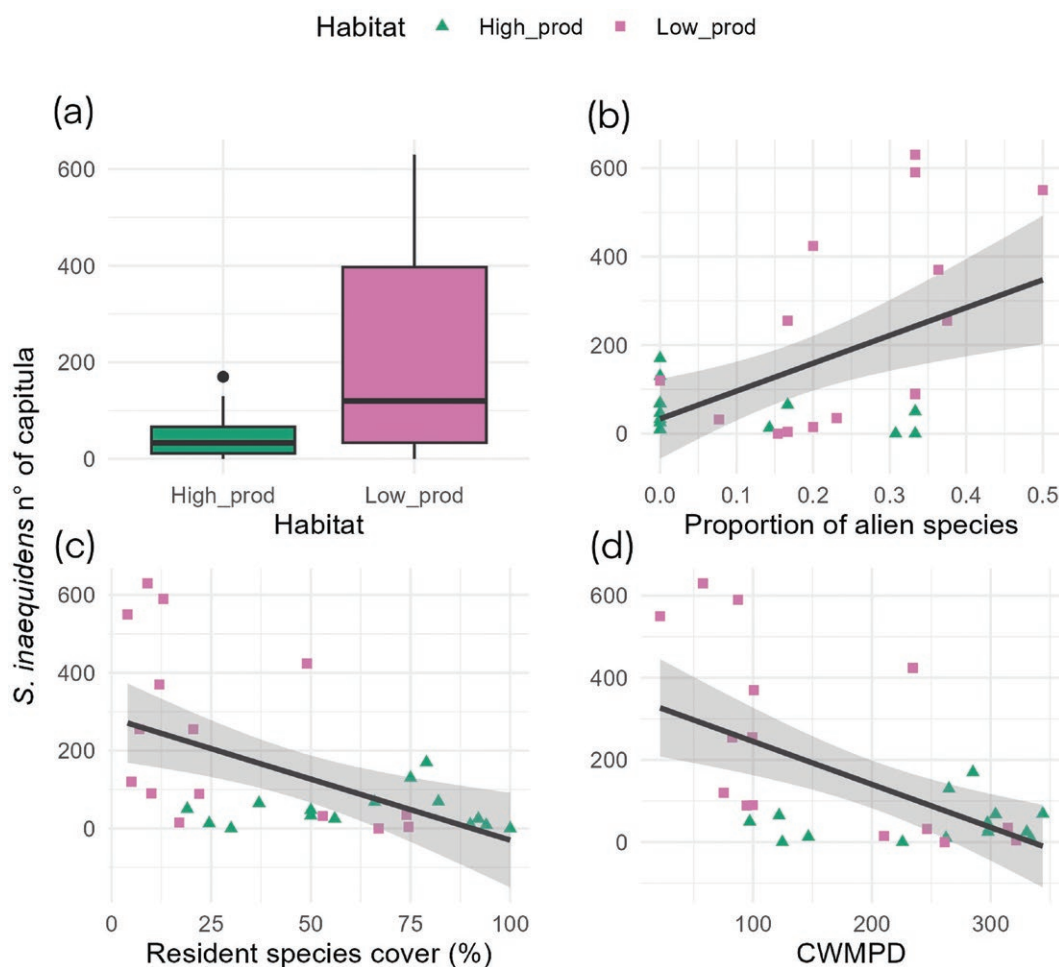 Habitat High_prod Low_prod
(a)
600
400
200
0
High_prod Low_prod
Habitat
(b)
600
400
200
0
0.0 0.1 0.2 0.3 0.4 0.5
Proportion of alien species
S. inaequidens n° of capitula
(c)
600
400
200
0
0 25 50 75 100
Resident species cover (%)
(d)
600
400
200
0
100 200 300
CWMPD